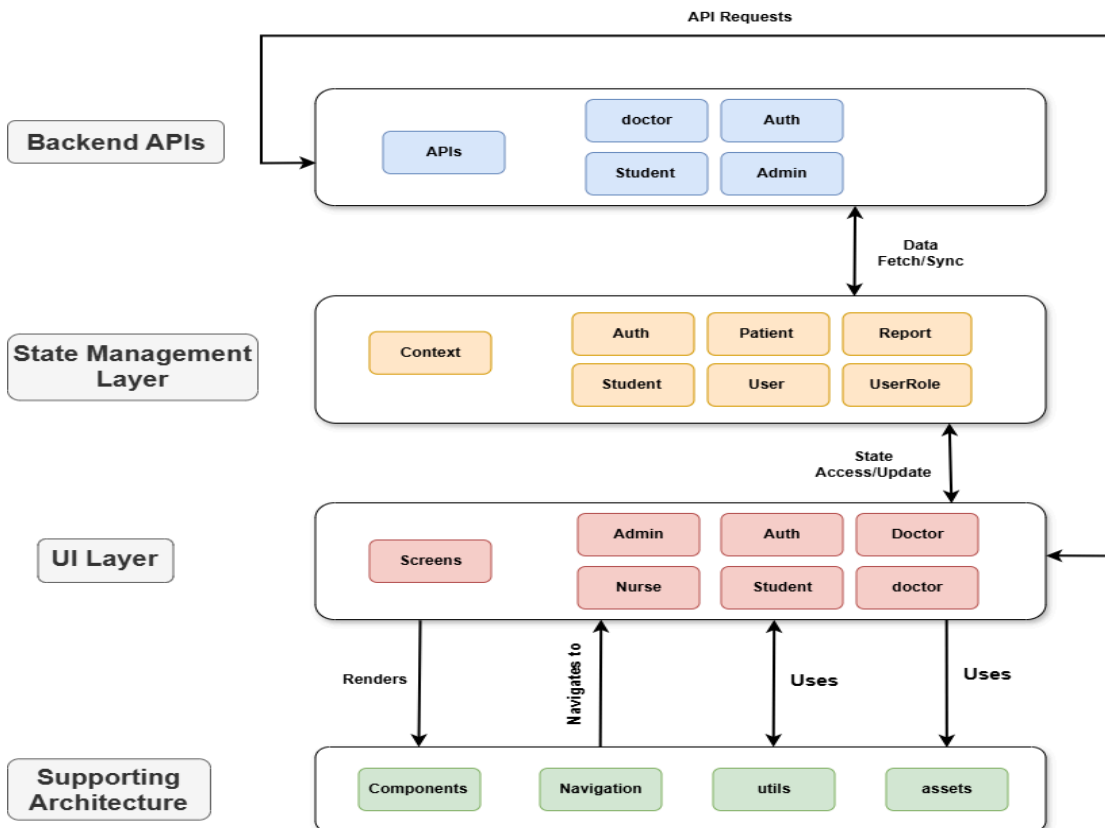 API Requests
Backend APIs
APIs
doctor
Auth
Student
Admin
Data
Fetch/Sync
State Management
Layer
Context
Auth
Patient
Report
Student
User
UserRole
State
Access/Update
UI Layer
Screens
Admin
Auth
Doctor
Nurse
Student
doctor
Renders
Navigates to
Uses
Uses
Supporting
Architecture
Components
Navigation
utils
assets